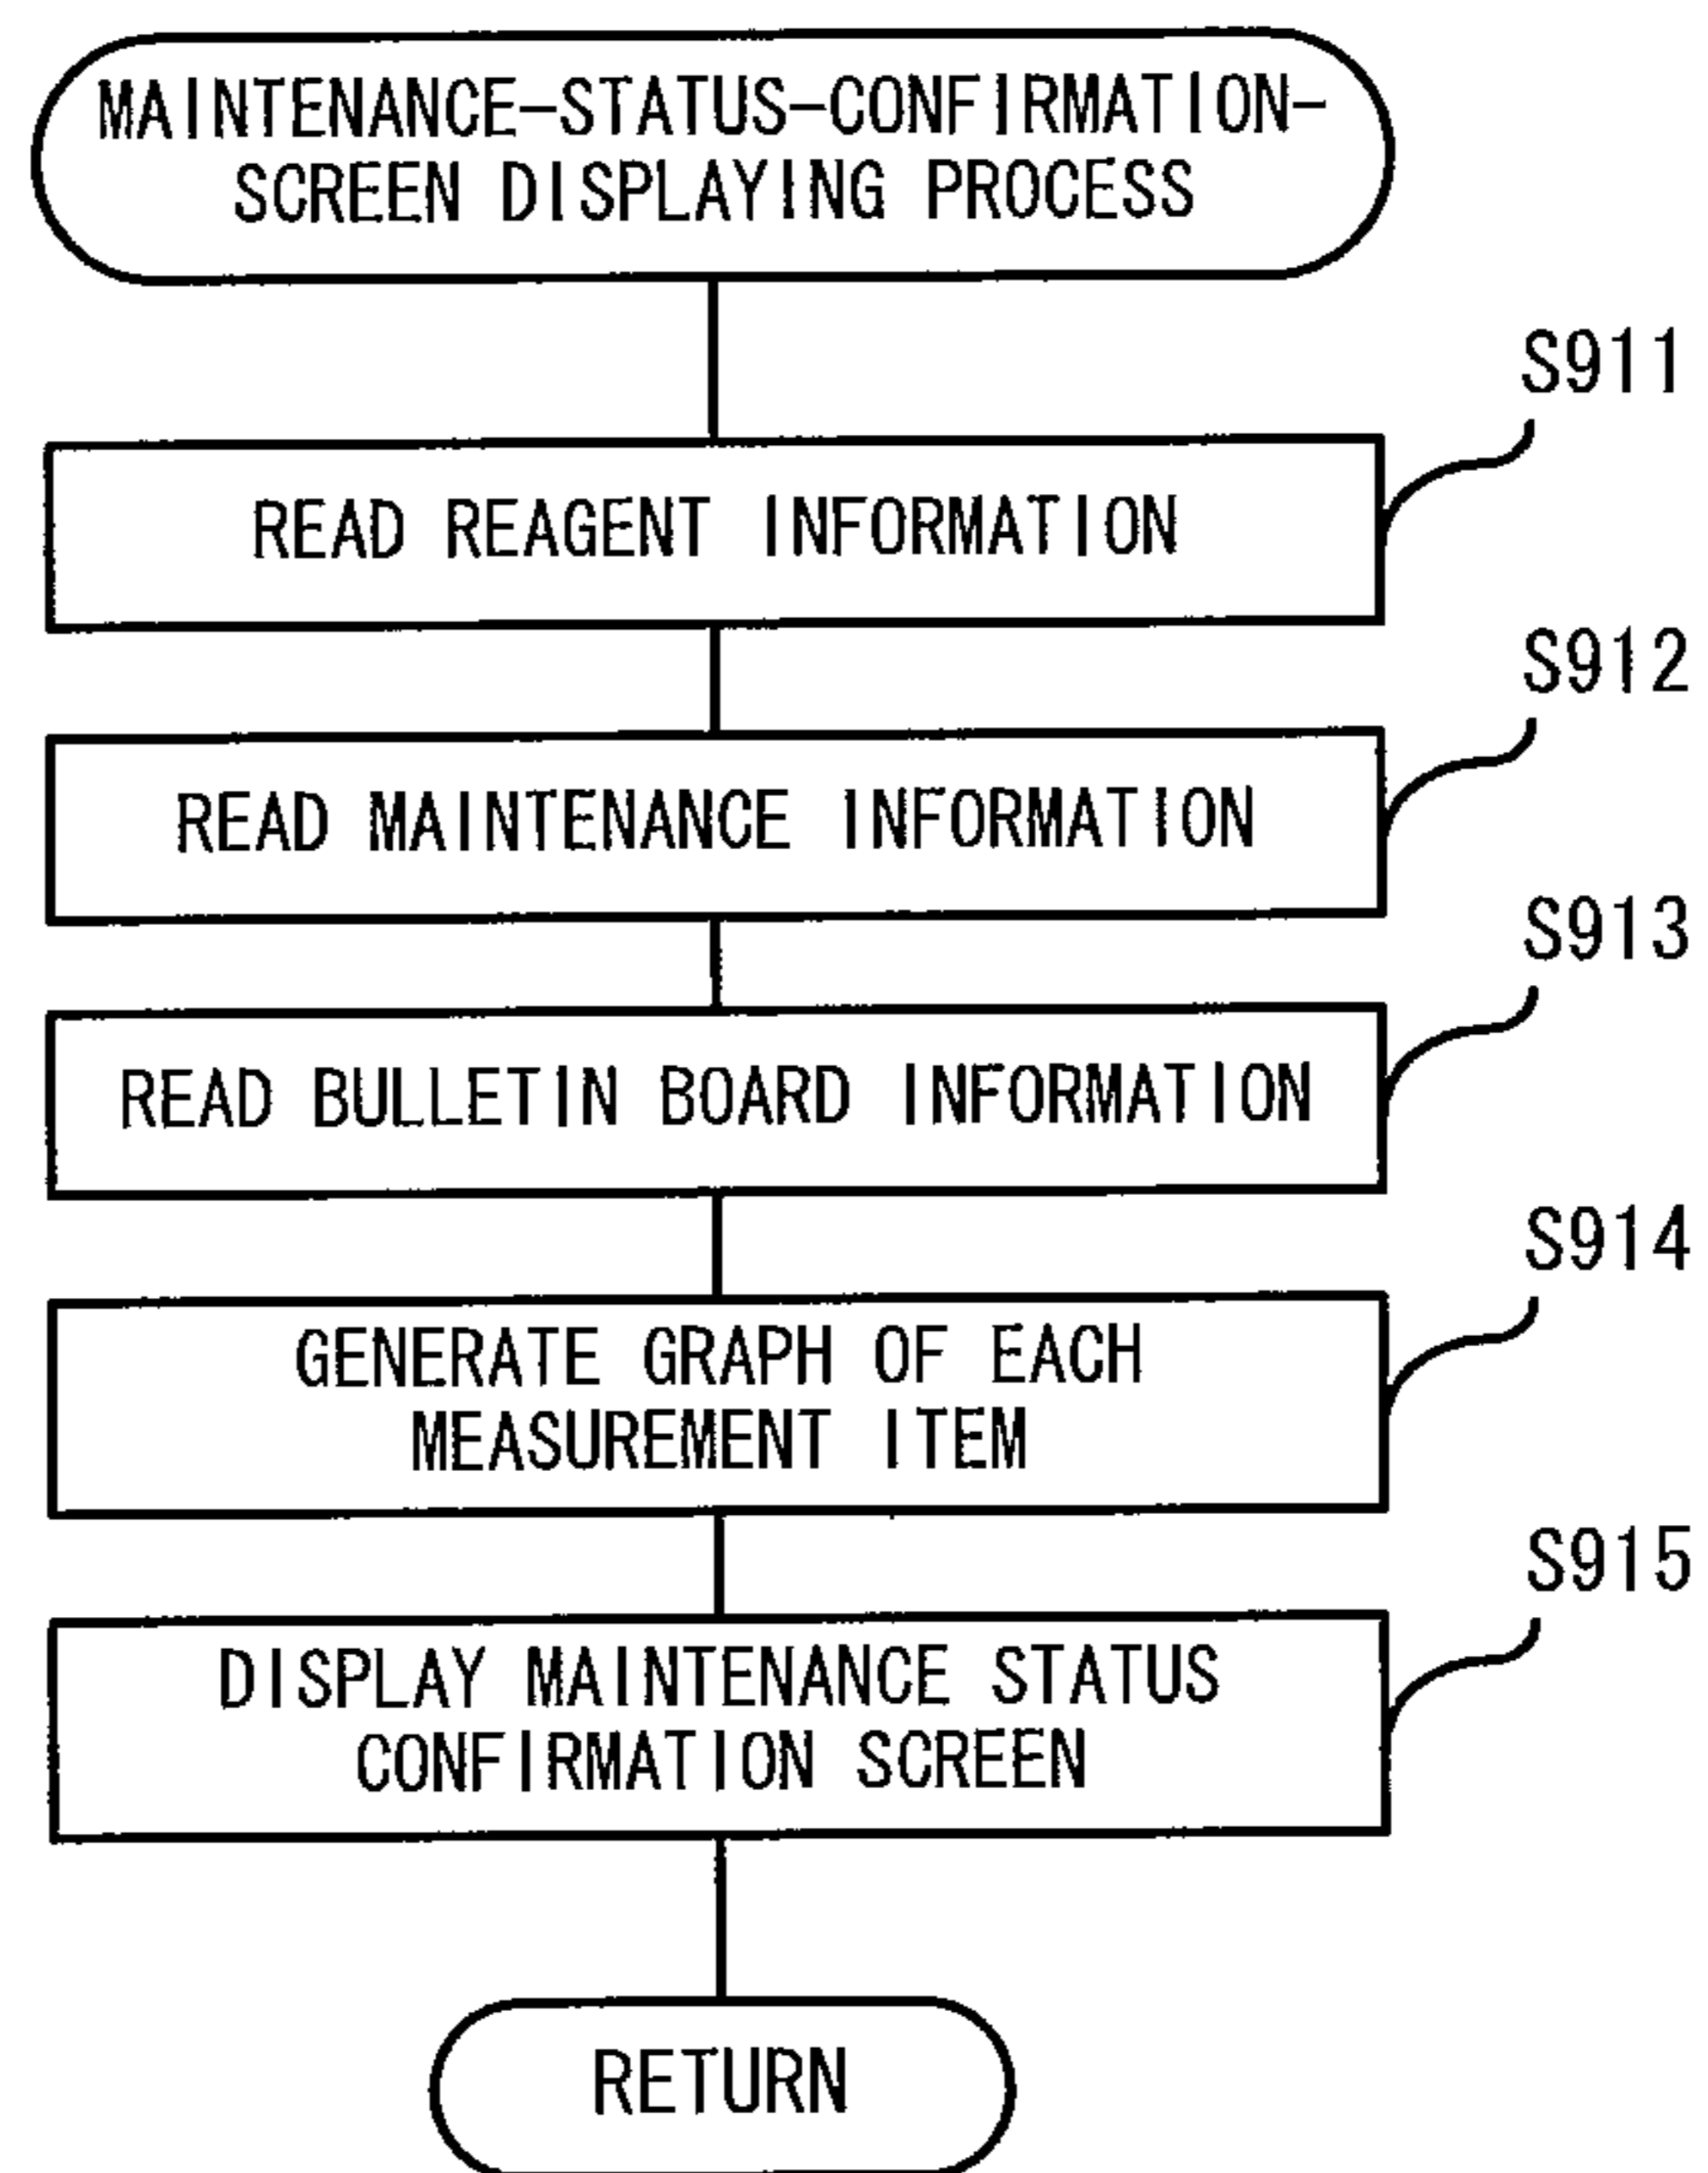 MAINTENANCE-STATUS-CONFIRMATION-
SCREEN DISPLAYING PROCESS
S911
READ REAGENT INFORMATION
S912
READ MAINTENANCE INFORMATION
S913
READ BULLETIN BOARD INFORMATION
S914
GENERATE GRAPH OF EACH
MEASUREMENT ITEM
S915
DISPLAY MAINTENANCE STATUS
CONFIRMATION SCREEN
RETURN